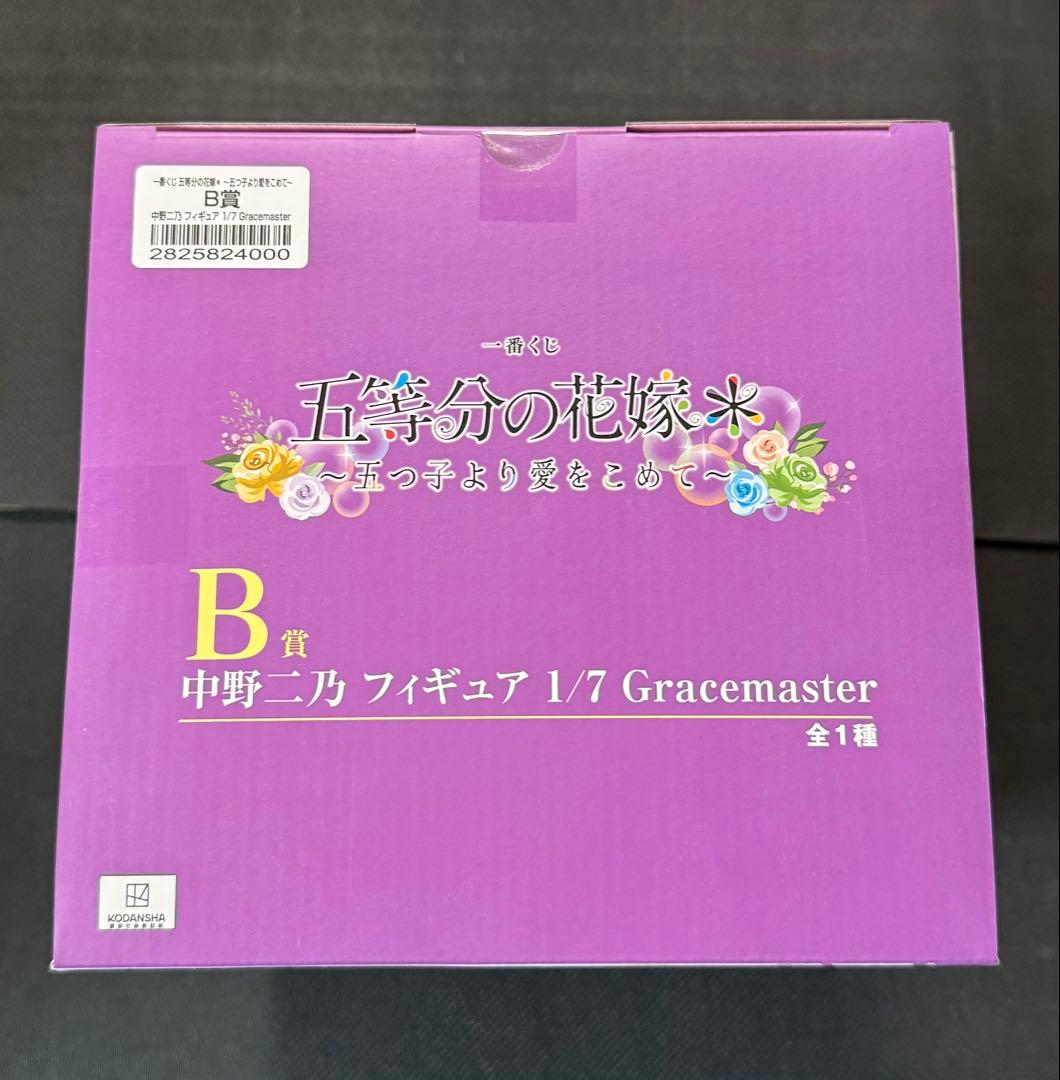 一番くじ 五等分の花嫁＊ ～五つ子より愛をこめて～
B賞
中野二乃 フィギュア 1/7 Gracemaster
2825824000
一番くじ
五等分の花嫁＊
～五つ子より愛をこめて～
B賞
中野二乃 フィギュア 1/7 Gracemaster
全1種
KODANSHA